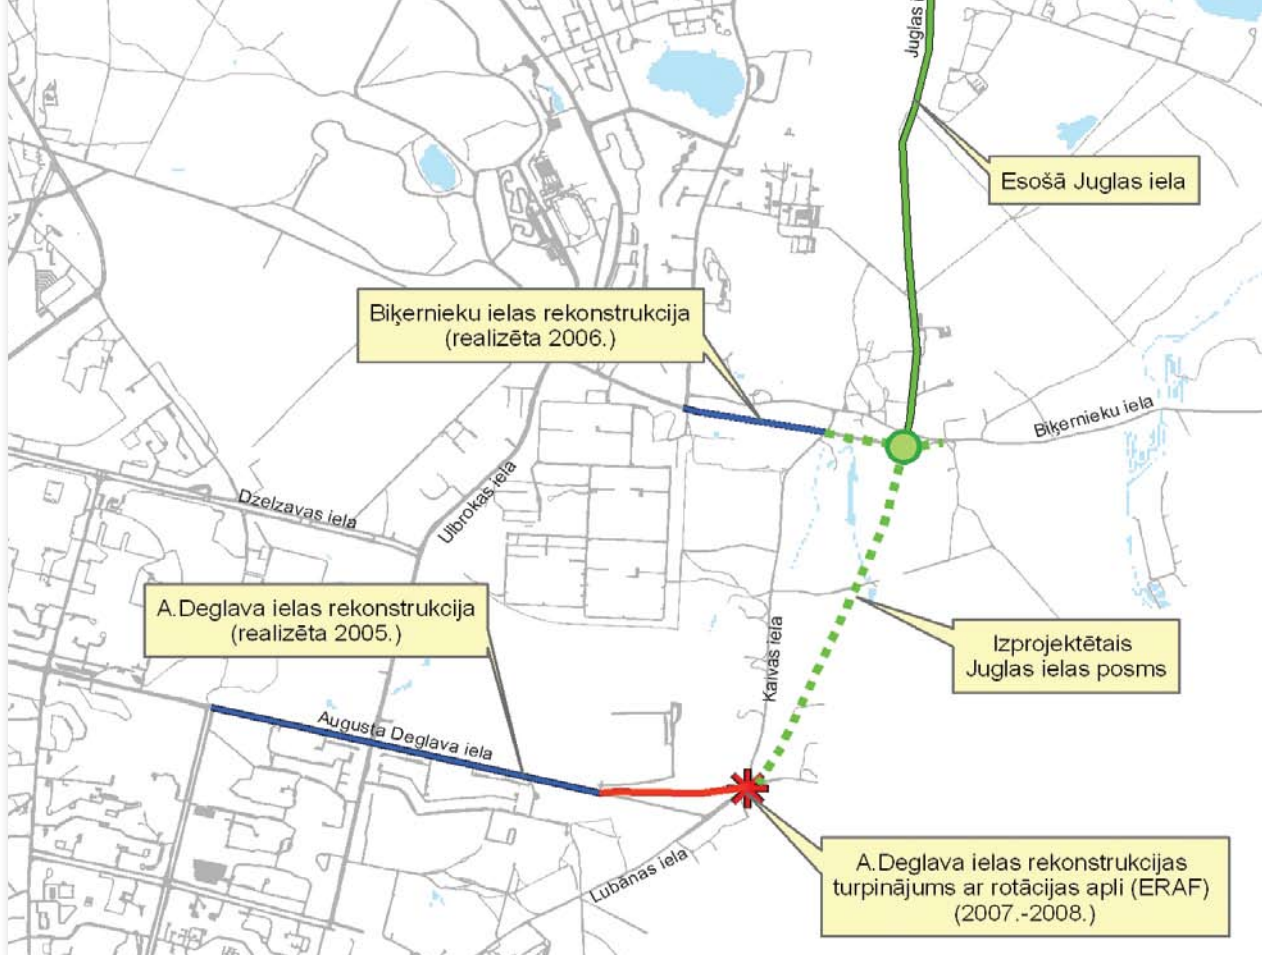 Juglas i
Esošā Juglas iela
Biķernieku ielas rekonstrukcija
(realizēta 2006.)
Biķernieku iela
Dzelzavas iela
Ulbrokas iela
A.Deglava ielas rekonstrukcija
(realizēta 2005.)
Izprojektētais
Juglas ielas posms
Kaivas iela
Augusta Deglava iela
Lubānas iela
A.Deglava ielas rekonstrukcijas
turpinājums ar rotācijas apli (ERAF)
(2007.-2008.)